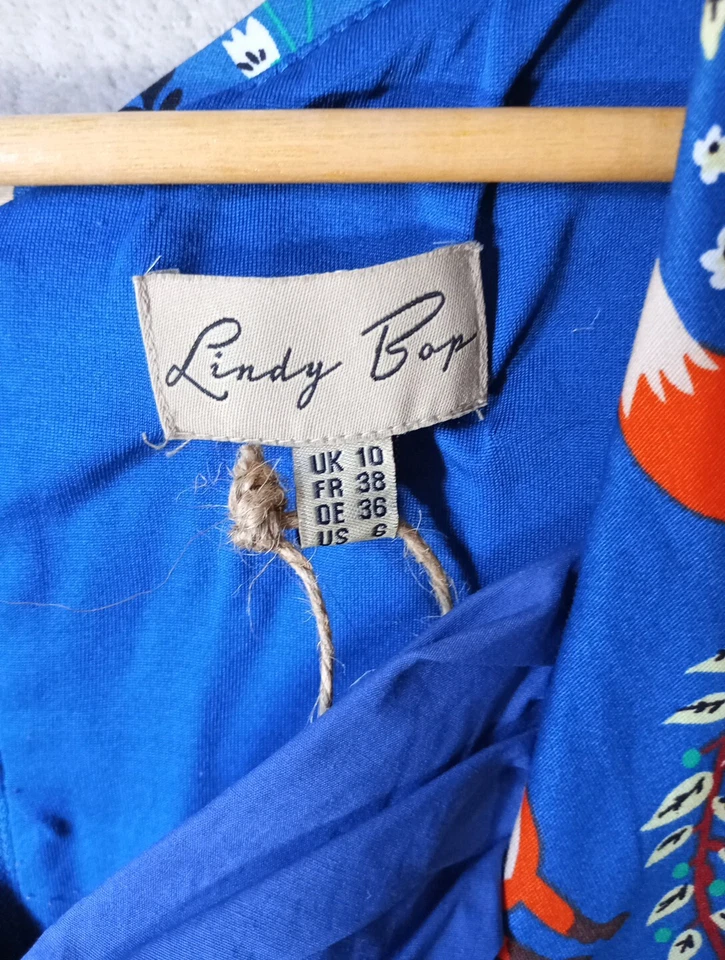 Lindy Bop
UK 10
FR 38
DE 36
US 6